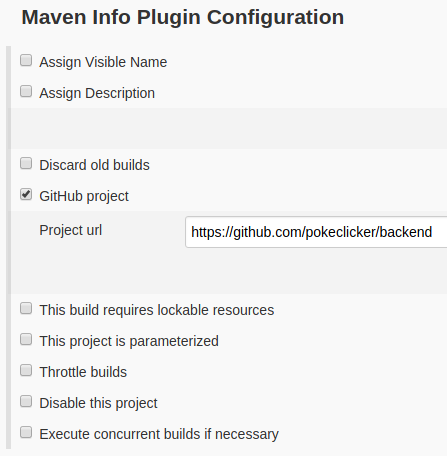 Maven Info Plugin Configuration
Assign Visible Name
Assign Description
Discard old builds
GitHub project
Project url https://github.com/pokeclicker/backend
This build requires lockable resources
This project is parameterized
Throttle builds
Disable this project
Execute concurrent builds if necessary